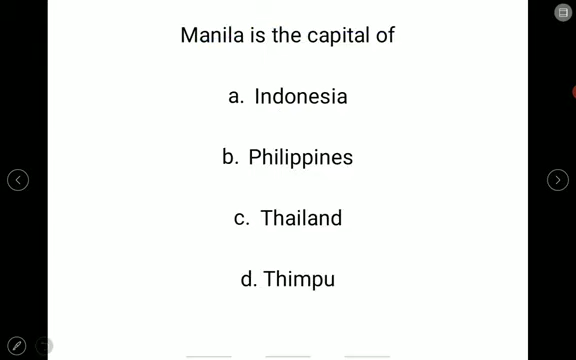 Manila is the capital of
a. Indonesia
b. Philippines
c. Thailand
d. Thimpu